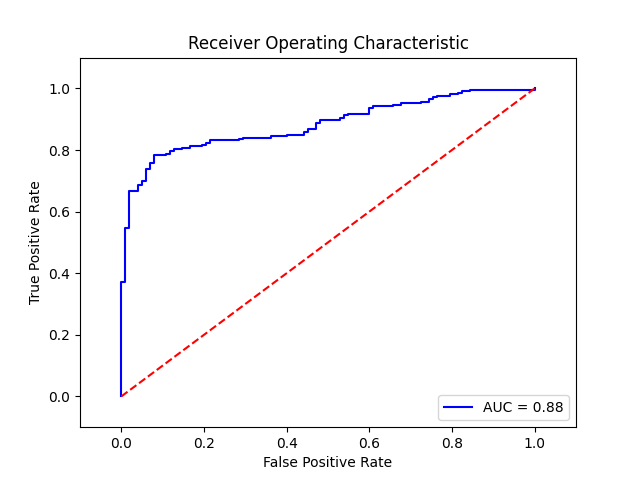 Receiver Operating Characteristic
True Positive Rate
1.0
0.8
0.6
0.4
0.2
0.0
AUC = 0.88
0.0 0.2 0.4 0.6 0.8 1.0
False Positive Rate